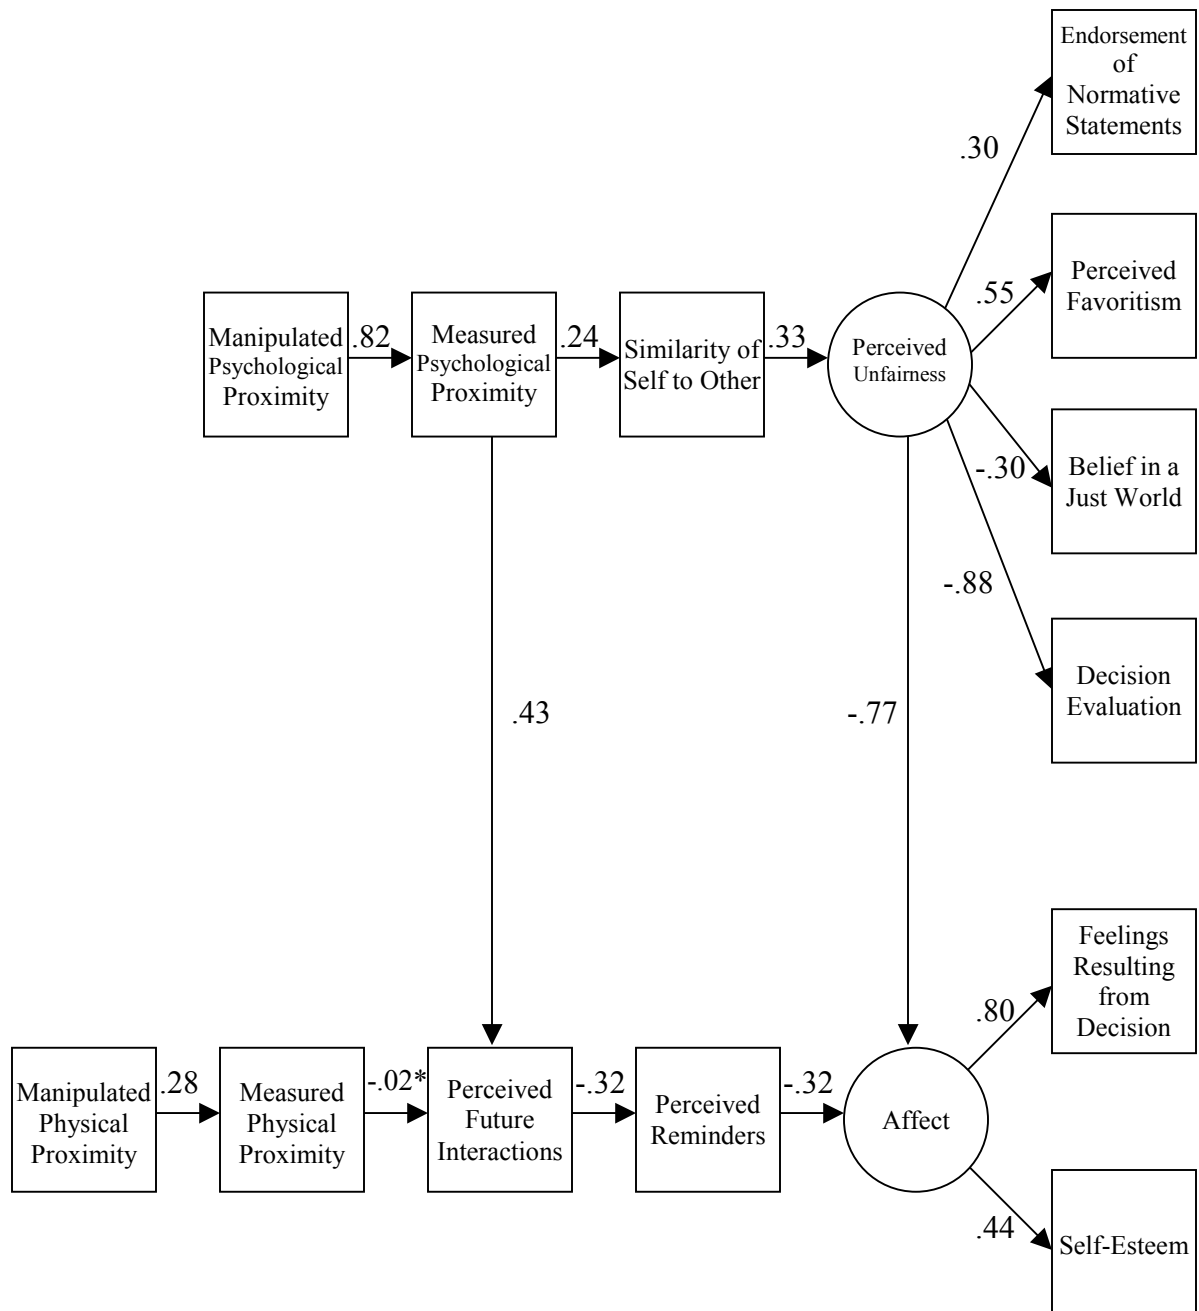 Endorsement
of
Normative
Statements
.30
Perceived
Favoritism
.55
Manipulated
Psychological
Proximity
.82
Measured
Psychological
Proximity
.24
Similarity of
Self to Other
.33
Perceived
Unfairness
-.30
Belief in a
Just World
-.88
Decision
Evaluation
.43
-.77
Feelings
Resulting
from
Decision
.80
Manipulated
Physical
Proximity
.28
Measured
Physical
Proximity
-.02*
Perceived
Future
Interactions
-.32
Perceived
Reminders
-.32
Affect
.44
Self-Esteem